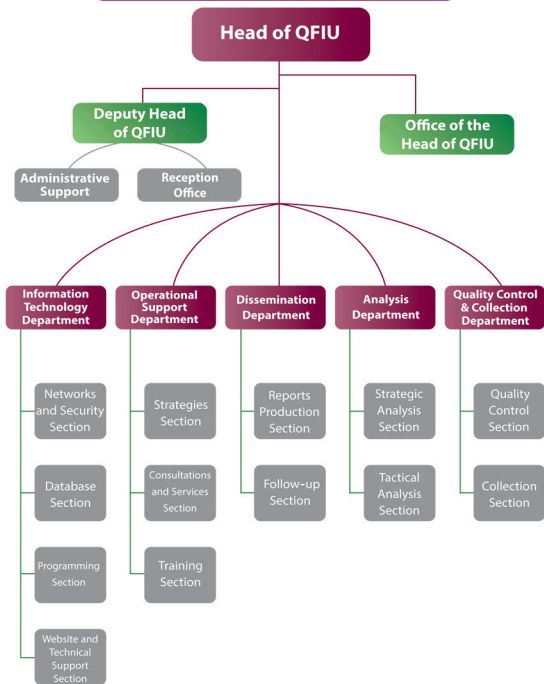 Head of QFIU
Deputy Head
of QFIU
Office of the
Head of QFIU
Administrative
Support
Reception
Office
Information
Technology
Department
Operational
Support
Department
Dissemination
Department
Analysis
Department
Quality Control
& Collection
Department
Networks
and Security
Section
Strategies
Section
Reports
Production
Section
Strategic
Analysis
Section
Quality
Control
Section
Database
Section
Consultations
and Services
Section
Follow-up
Section
Tactical
Analysis
Section
Collection
Section
Programming
Section
Training
Section
Website and
Technical
Support
Section